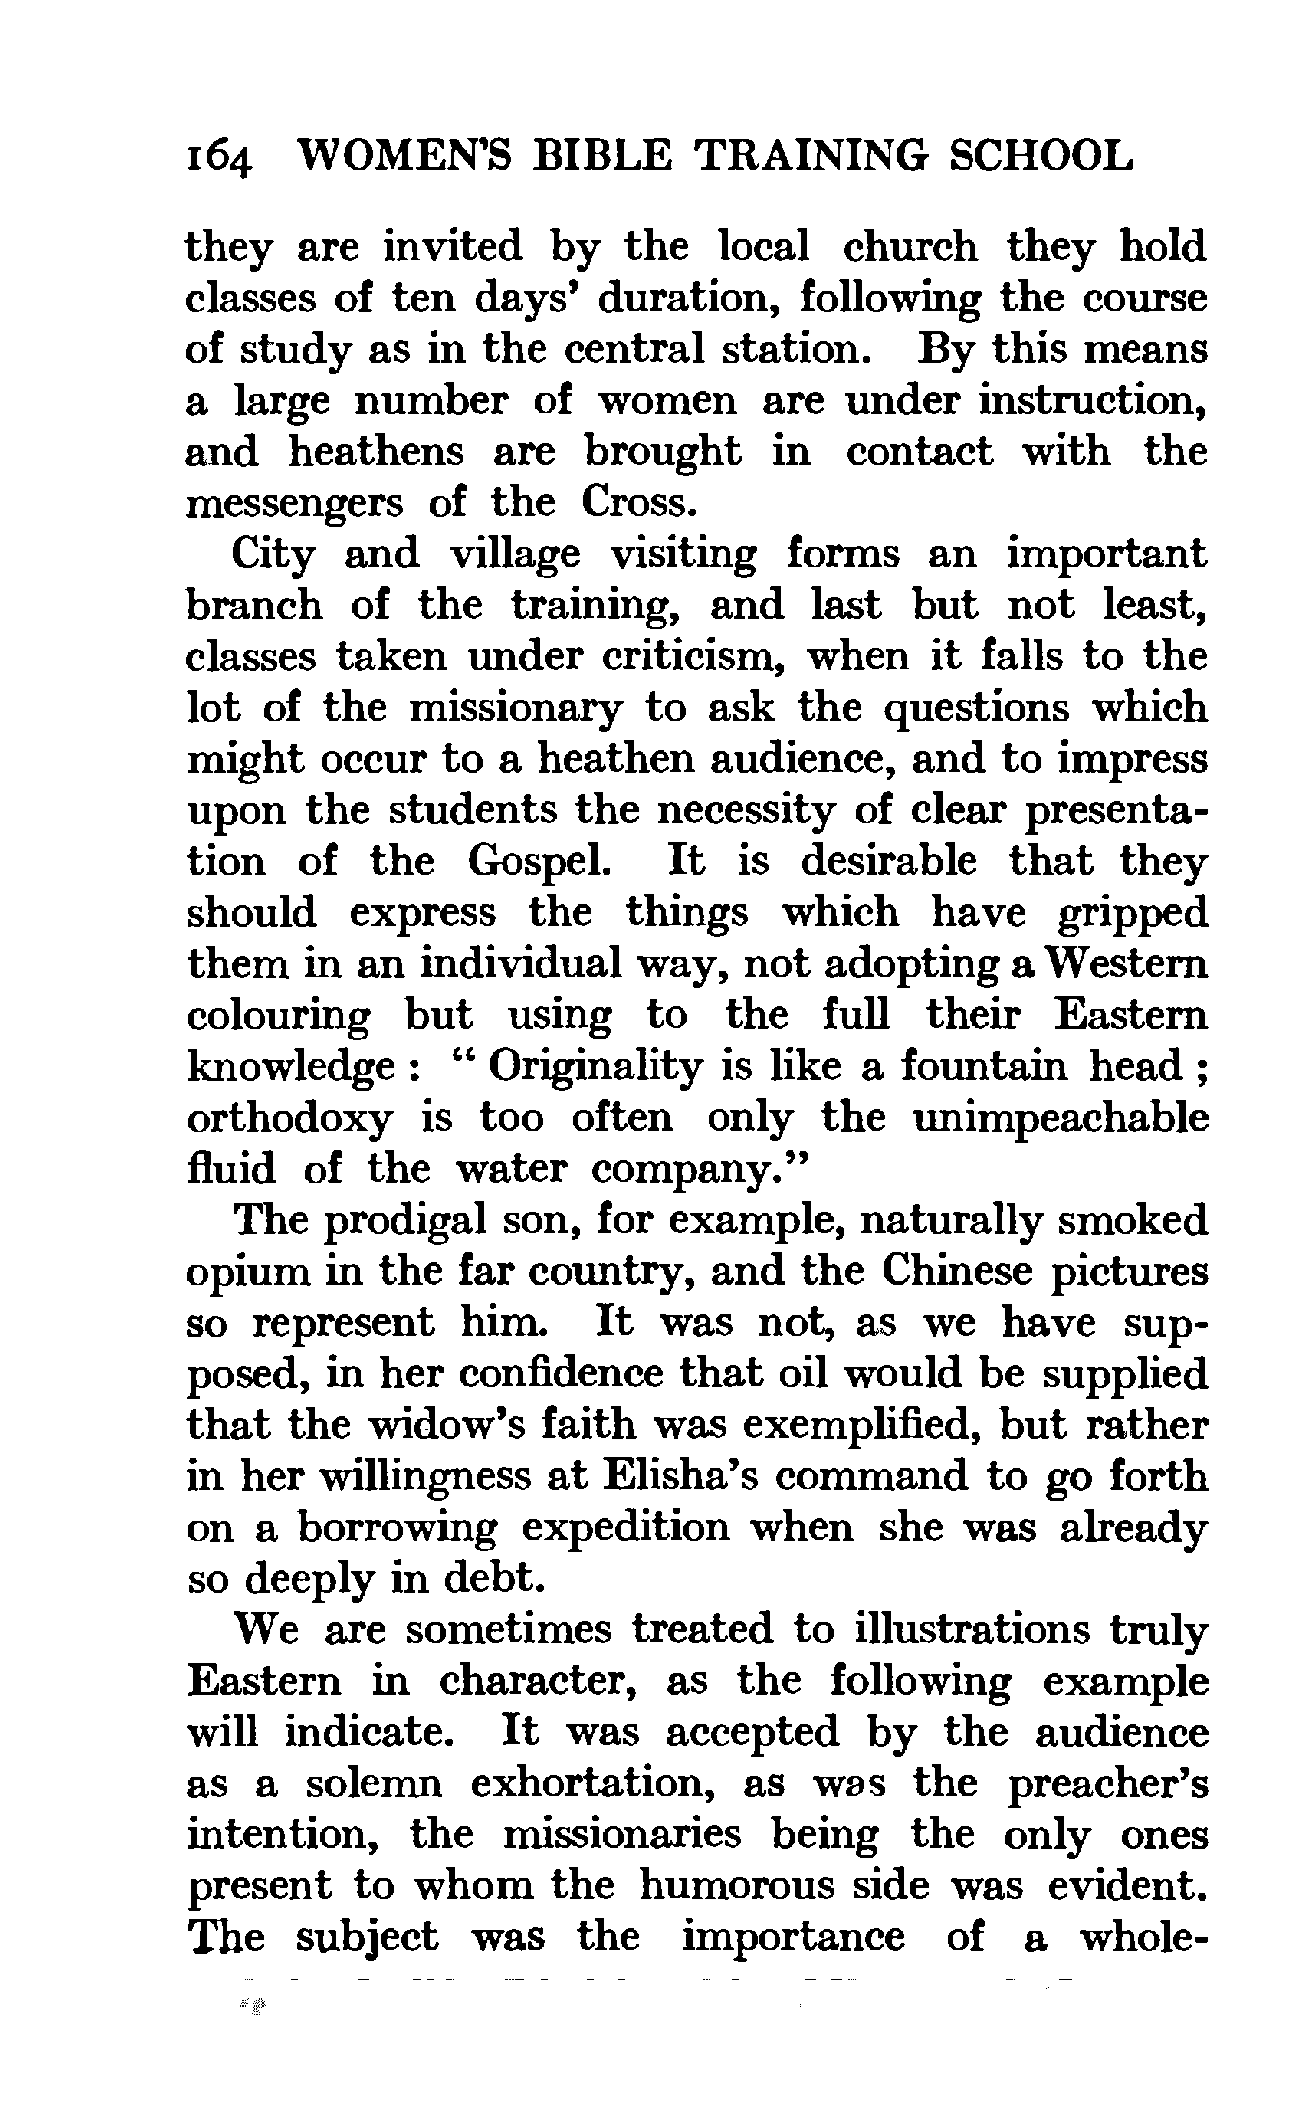 164 WOMEN'S BIBLE TRAINING SCHOOL
they are invited by the local church they hold
classes of ten days' duration, following the course
of study as in the central station. By this means
a large number of women are under instruction,
and heathens are brought in contact with the
messengers of the Cross.
City and village visiting forms an important
branch of the training, and last but not least,
classes taken under criticism, when it falls to the
lot of the missionary to ask the questions which
might occur to a heathen audience, and to impress
upon the students the necessity of clear presenta-
tion of the Gospel. It is desirable that they
should express the things which have gripped
them in an individual way, not adopting a Western
colouring but using to the full their Eastern
knowledge : “ Originality is like a fountain head ;
orthodoxy is too often only the unimpeachable
fluid of the water company.”
The prodigal son, for example, naturally smoked
opium in the far country, and the Chinese pictures
so represent him. It was not, as we have sup-
posed, in her confidence that oil would be supplied
that the widow's faith was exemplified, but rather
in her willingness at Elisha's command to go forth
on a borrowing expedition when she was already
so deeply in debt.
We are sometimes treated to illustrations truly
Eastern in character, as the following example
will indicate. It was accepted by the audience
as a solemn exhortation, as was the preacher's
intention, the missionaries being the only ones
present to whom the humorous side was evident.
The subject was the importance of a whole-